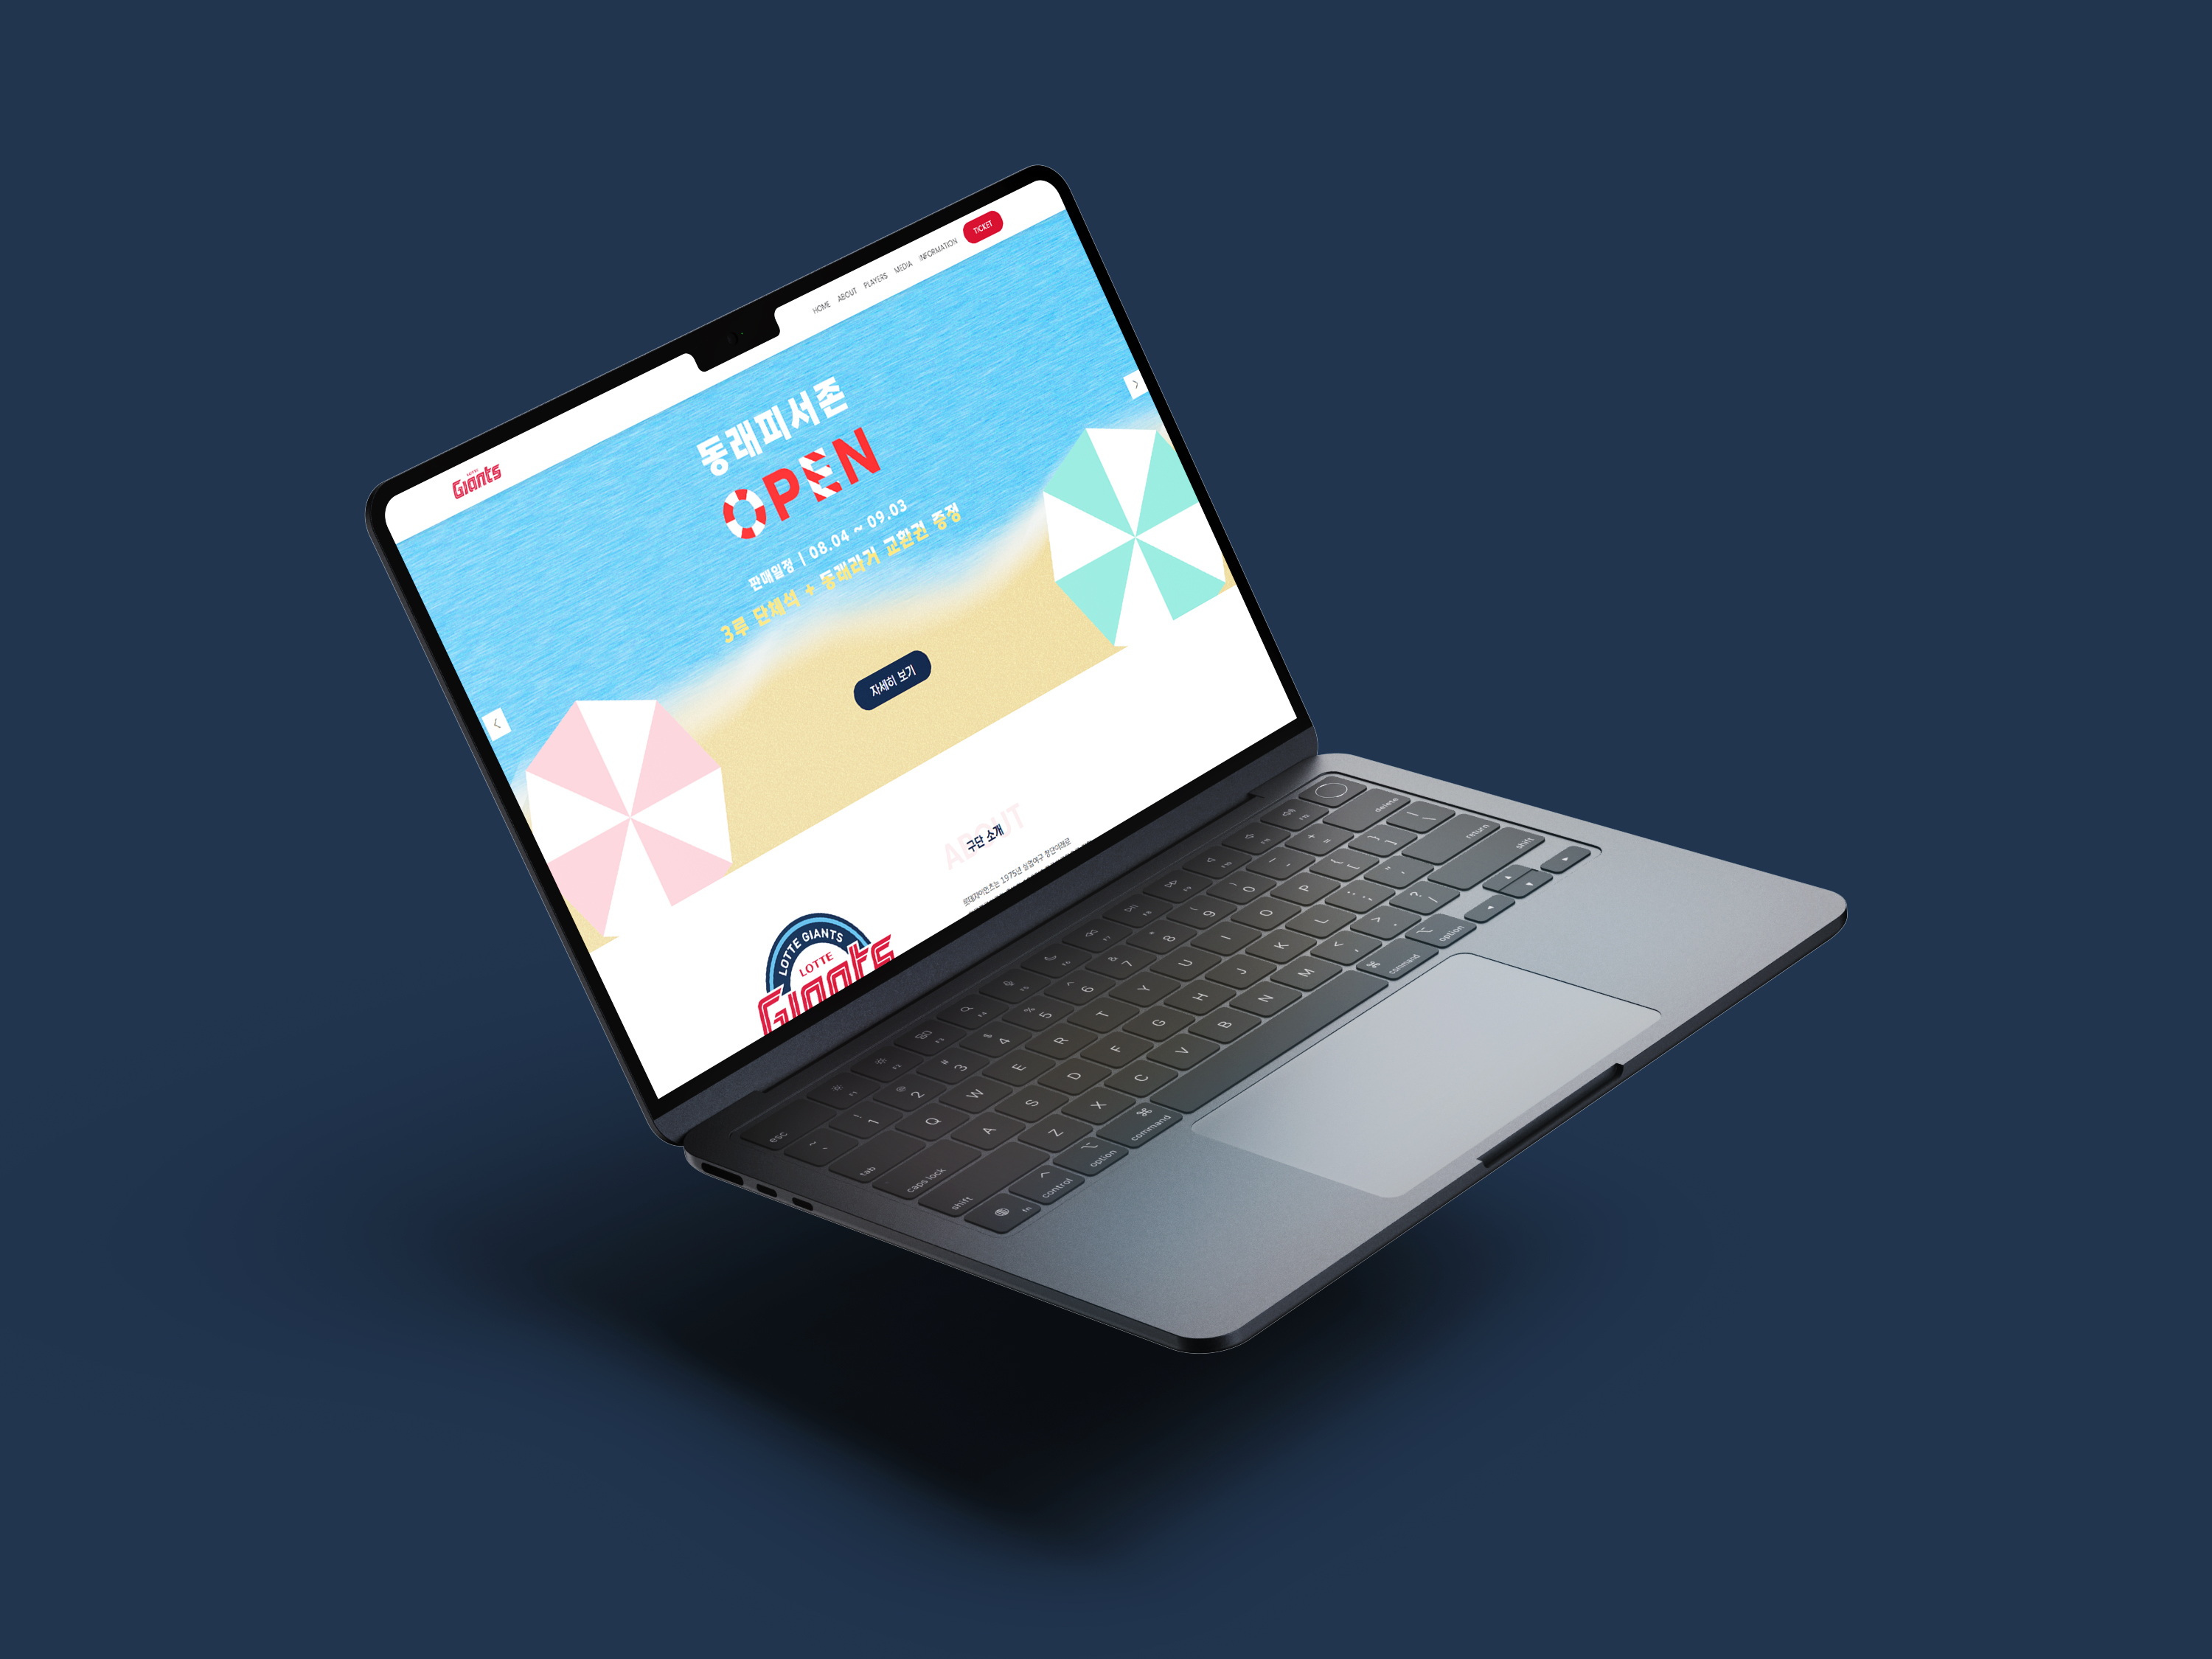 Giants
HOME ABOUT PLAYERS MEDIA INFORMATION TICKET
동래피서존
OPEN
판매일정 | 08.04 ~ 09.03
3루 단체석 + 동래라거 교환권 증정
자세히 보기
ABOUT
구단 소개
롯데자이언츠는 1975년 실업야구 창단이래로
LOTTE GIANTS
LOTTE
Giants
esc
delete
~ ! 1 @ 2 # 3 $ 4 % 5 ^ 6 & 7 * 8 ( 9 ) 0 - + =
tab Q W E R T Y U I O P { [ } ] | \
caps lock A S D F G H J K L : ; " ' return
shift Z X C V B N M < , > . ? / shift
fn control option command command option